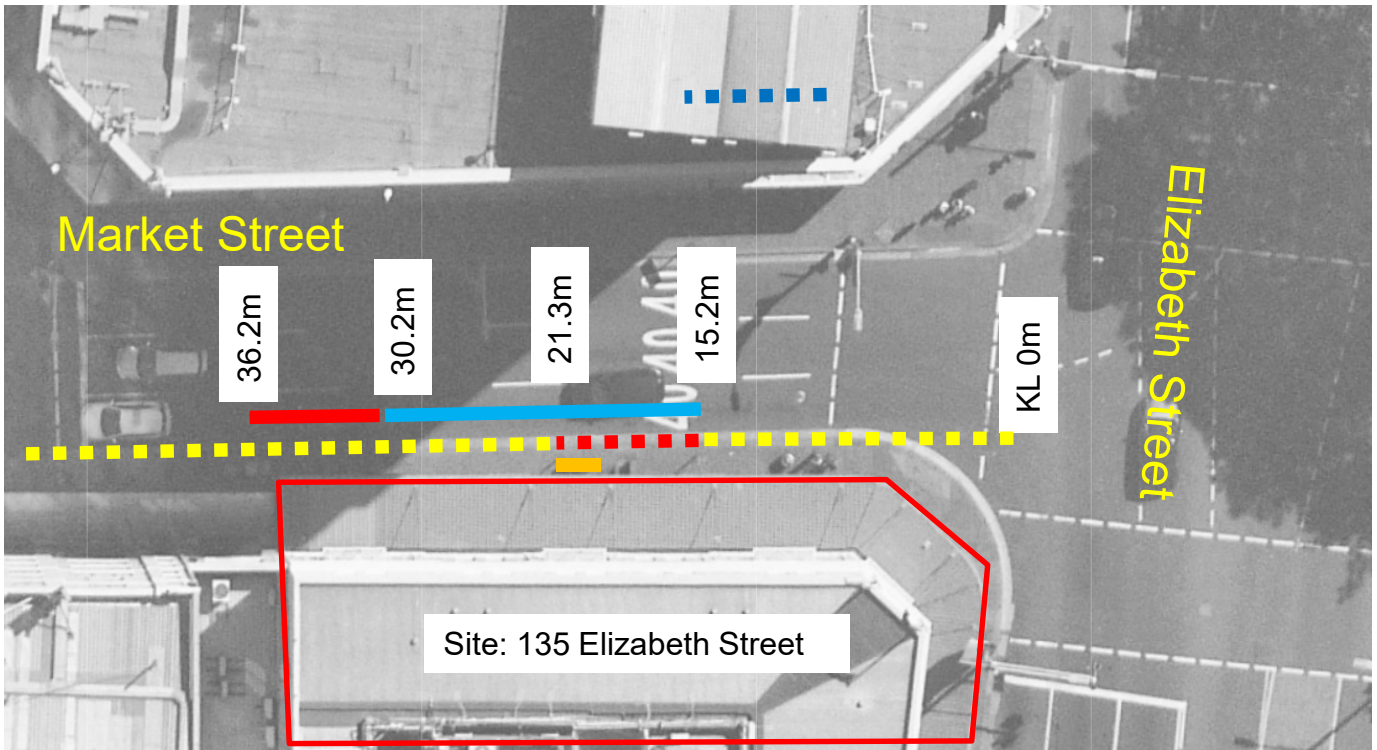 Market Street
Elizabeth Street
36.2m
30.2m
21.3m
15.2m
KL 0m
Site: 135 Elizabeth Street